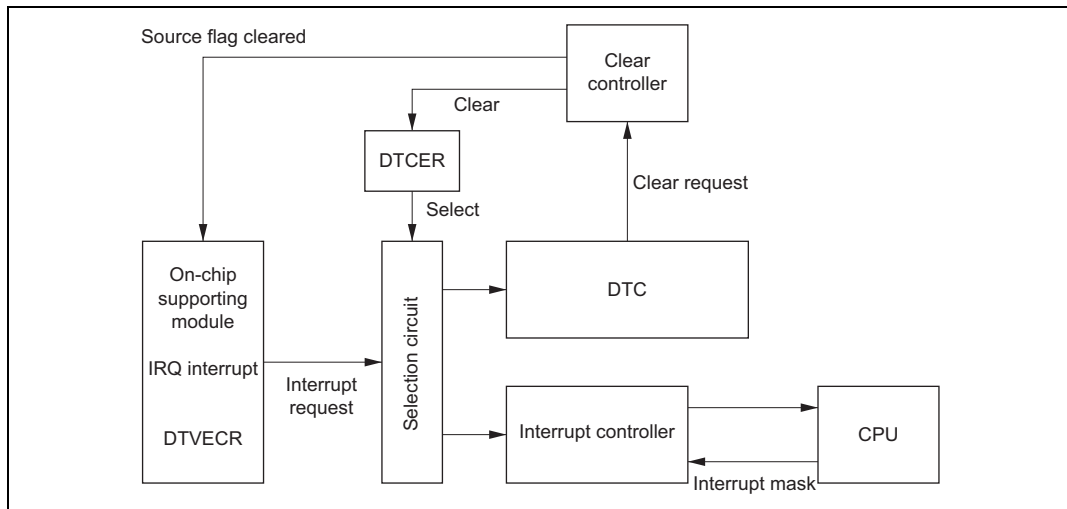 Source flag cleared
Clear
controller
Clear
DTCER
Clear request
Select
On-chip
supporting
module
IRQ interrupt
DTVECR
Interrupt
request
Selection circuit
DTC
Interrupt controller
CPU
Interrupt mask